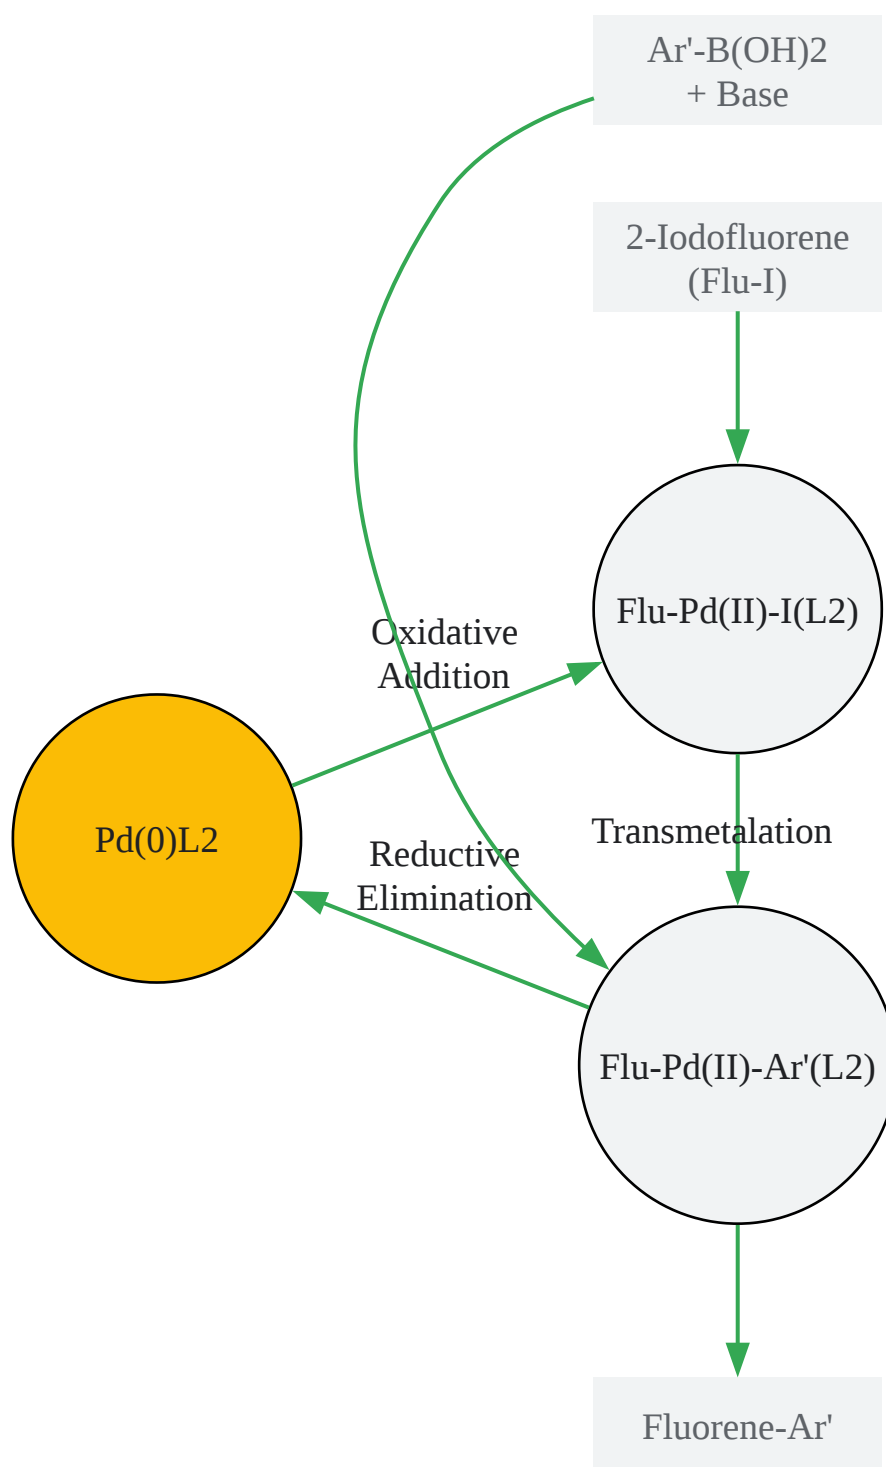 Ar'-B(OH)2
+ Base
2-Iodofluorene
(Flu-I)
Flu-Pd(II)-I(L2)
Oxidative
Addition
Pd(0)L2
Transmetalation
Reductive
Elimination
Flu-Pd(II)-Ar'(L2)
Fluorene-Ar'